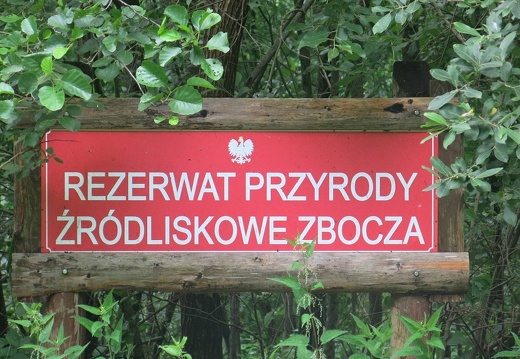 REZERWAT PRZYRODY
ŹRÓDLISKOWE ZBOCZA